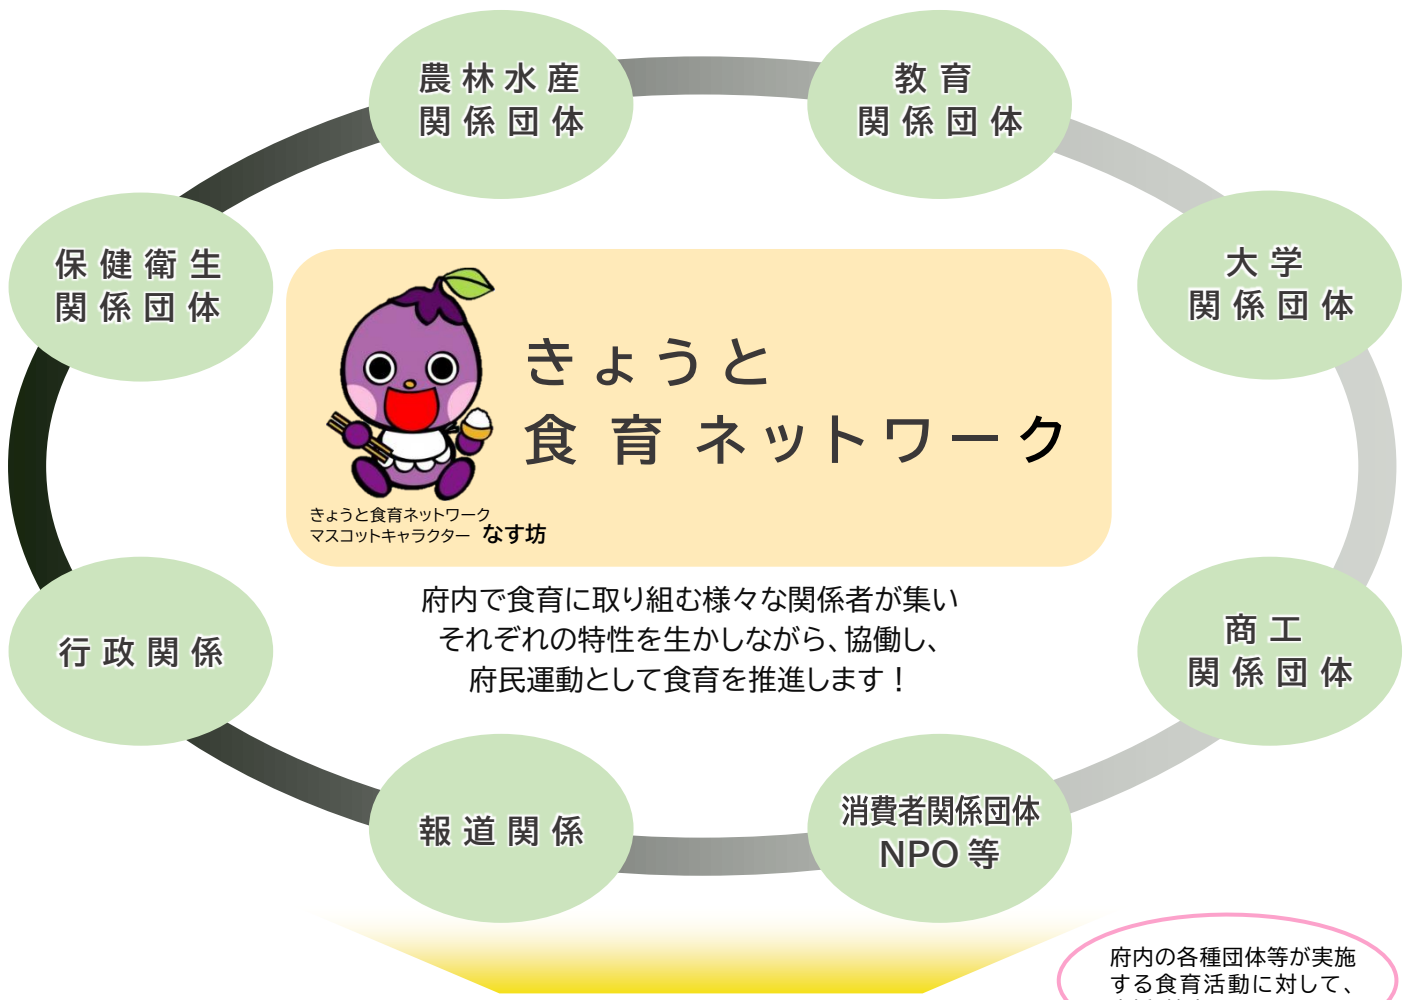 農林水産
関係団体
教育
関係団体
保健衛生
関係団体
大学
関係団体
きょうと
食育ネットワーク
きょうと食育ネットワーク
マスコットキャラクター なす坊
府内で食育に取り組む様々な関係者が集い
それぞれの特性を生かしながら、協働し、
府民運動として食育を推進します！
行政関係
商工
関係団体
報道関係
消費者関係団体
NPO等
府内の各種団体等が実施
する食育活動に対して、